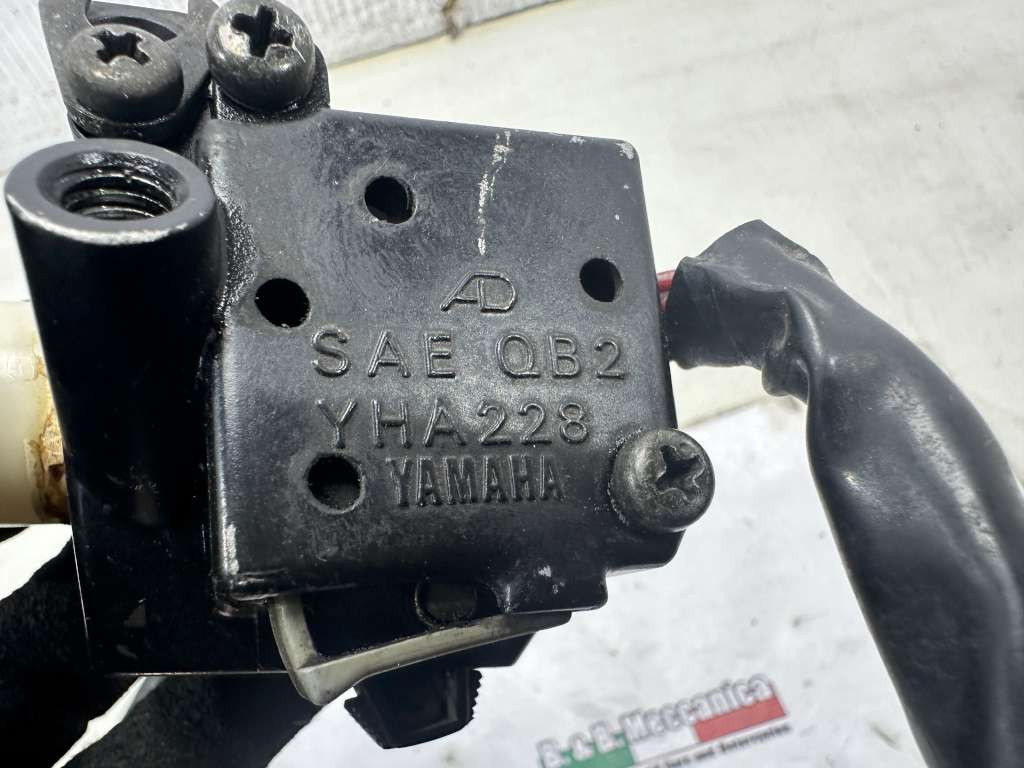 AD
SAE QB2
YHA228
YAMAHA
B. & B. Meccanica